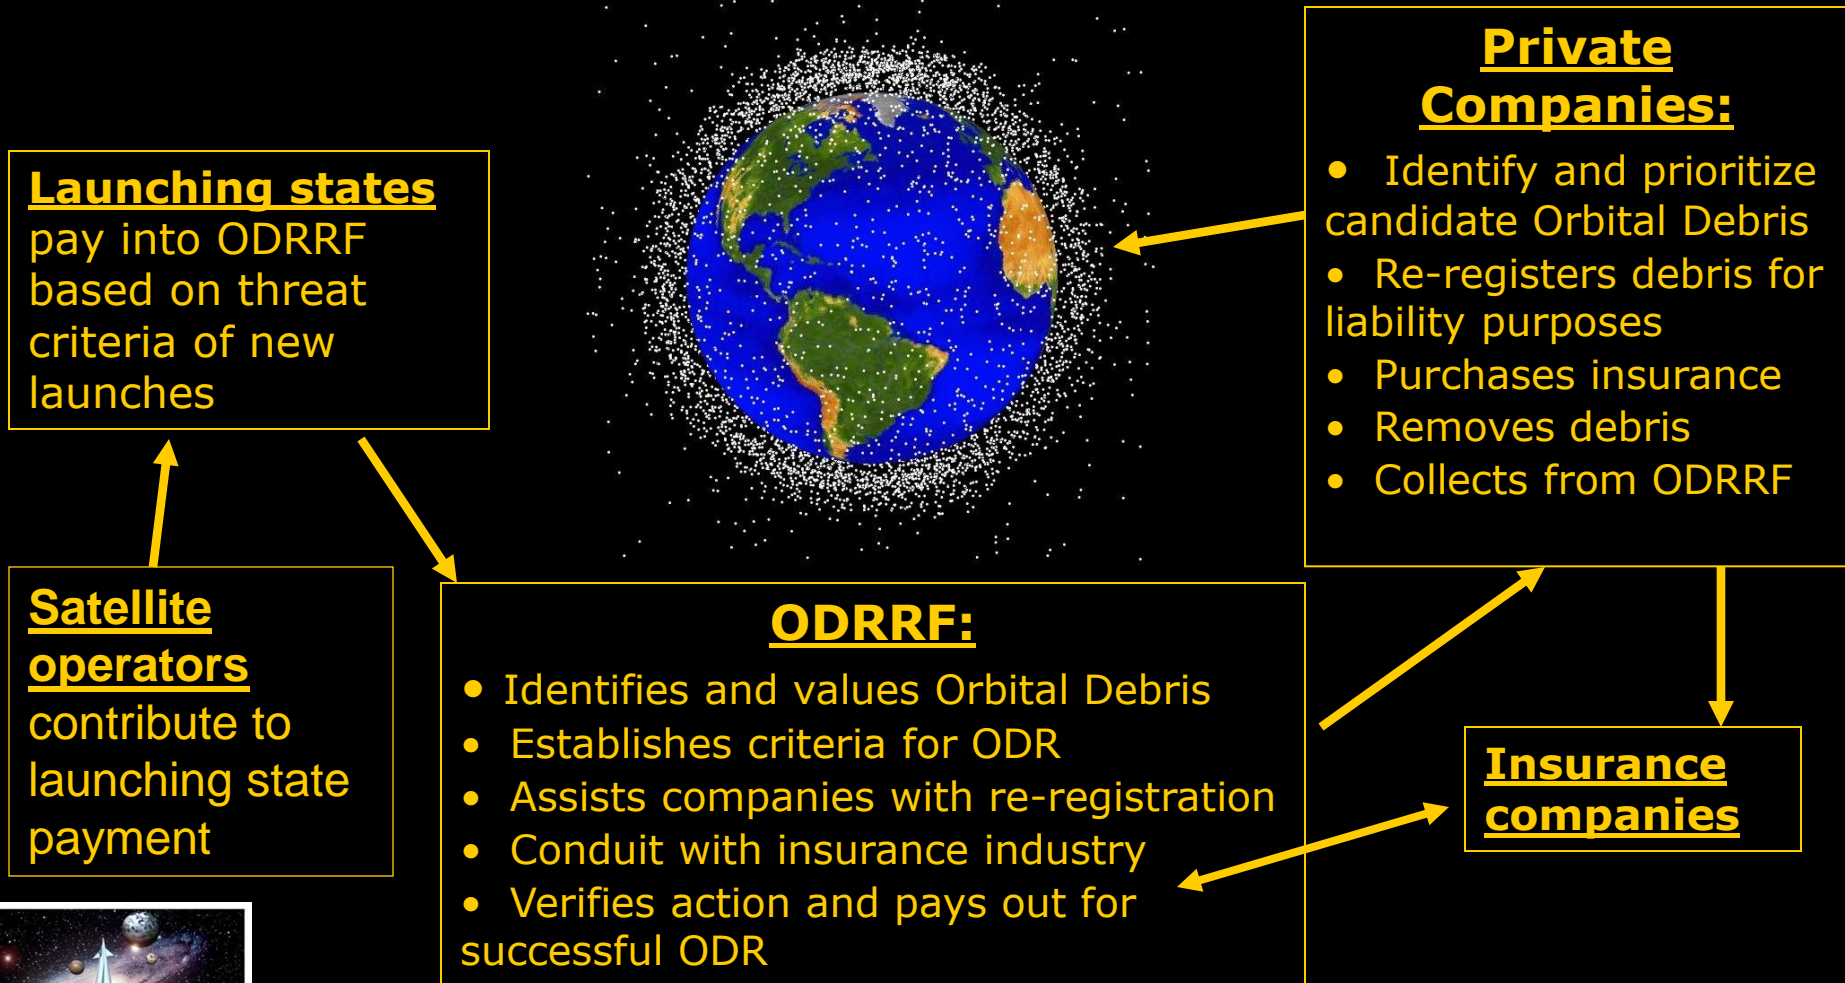 Launching states
pay into ODRRF
based on threat
criteria of new
launches
Satellite
operators
contribute to
launching state
payment
Private
Companies:
• Identify and prioritize
candidate Orbital Debris
• Re-registers debris for
liability purposes
• Purchases insurance
• Removes debris
• Collects from ODRRF
ODRRF:
• Identifies and values Orbital Debris
• Establishes criteria for ODR
• Assists companies with re-registration
• Conduit with insurance industry
• Verifies action and pays out for
successful ODR
Insurance
companies